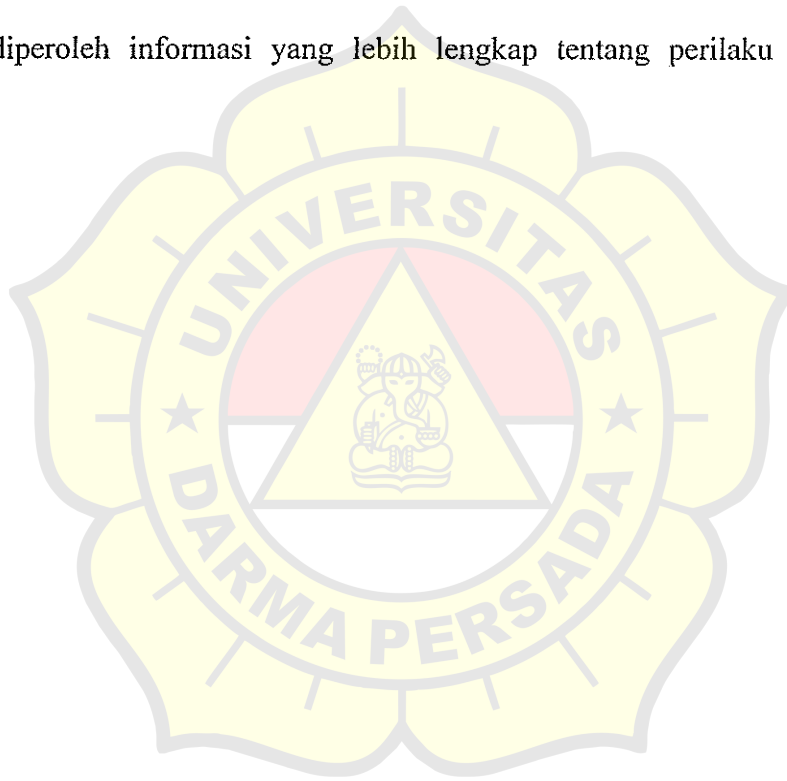 diperoleh informasi yang lebih lengkap tentang perilaku
UNIVERSITAS
DARMA PERSADA